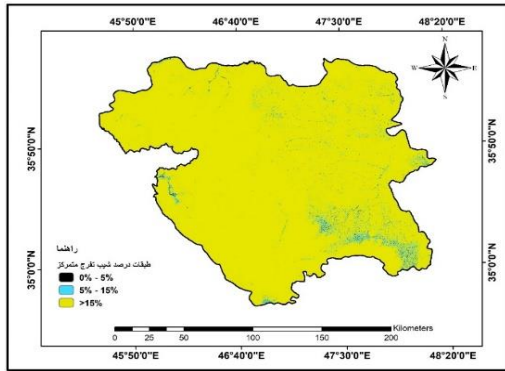 45°50'0"E 46°40'0"E 47°30'0"E 48°20'0"E
N
W E
S
35°50'0"N 35°50'0"N
35°0'0"N 35°0'0"N
راهنما
طبقات درصد شیب تفرج متمرکز
0% - 5%
5% - 15%
>15%
Kilometers
0 25 50 100 150 200
45°50'0"E 46°40'0"E 47°30'0"E 48°20'0"E